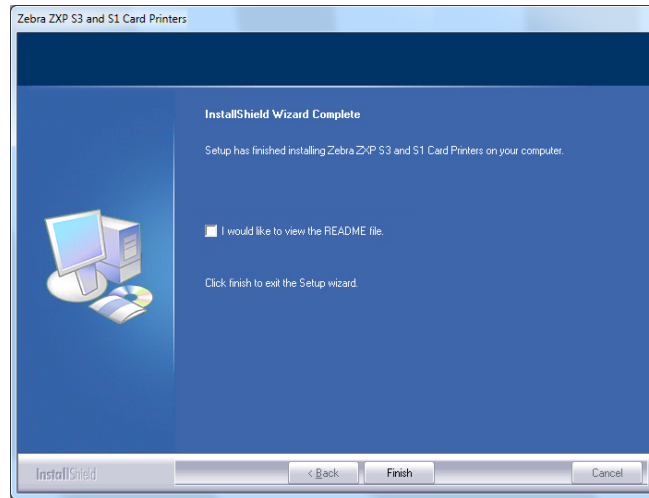 Zebra ZXP S3 and S1 Card Printers
InstallShield Wizard Complete
Setup has finished installing Zebra ZXP S3 and S1 Card Printers on your computer.
I would like to view the README file.
Click finish to exit the Setup wizard.
InstallShield
< Back Finish Cancel